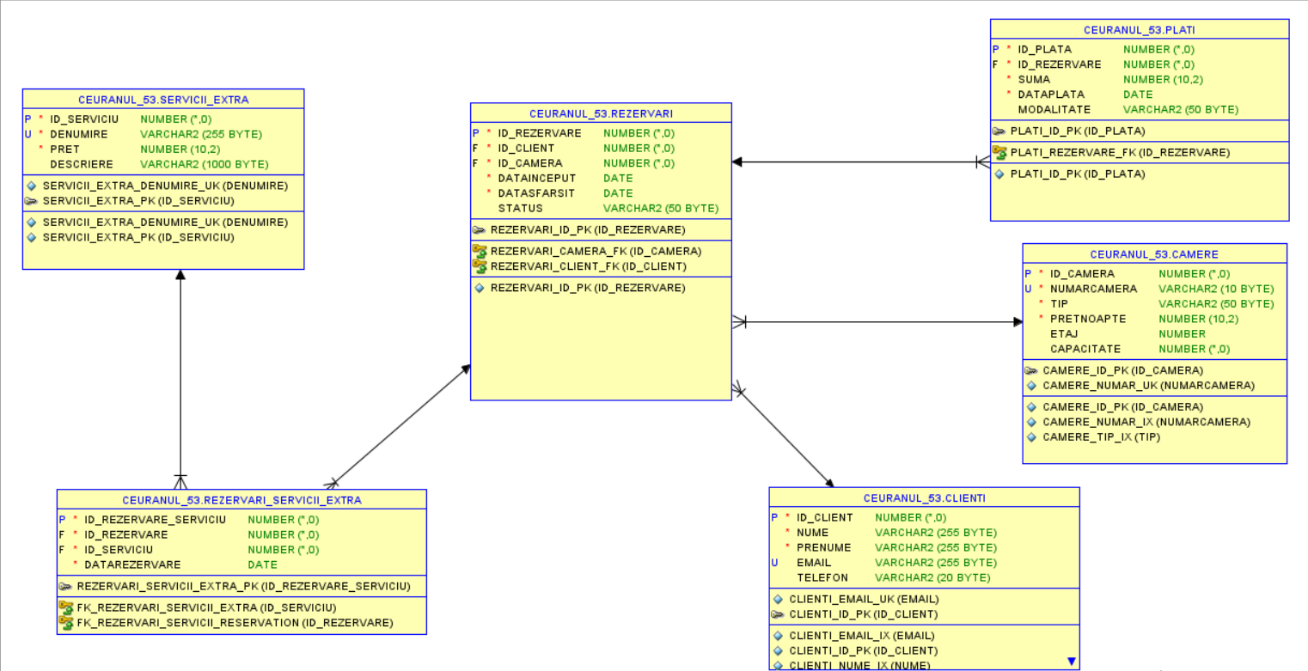 CEURANUL_53.SERVICII_EXTRA
P * ID_SERVICIU NUMBER (*,0)
U * DENUMIRE VARCHAR2 (255 BYTE)
* PRET NUMBER (10,2)
DESCRIERE VARCHAR2 (1000 BYTE)
SERVICII_EXTRA_DENUMIRE_UK (DENUMIRE)
SERVICII_EXTRA_PK (ID_SERVICIU)
SERVICII_EXTRA_DENUMIRE_UK (DENUMIRE)
SERVICII_EXTRA_PK (ID_SERVICIU)
CEURANUL_53.REZERVARI
P * ID_REZERVARE NUMBER (*,0)
F * ID_CLIENT NUMBER (*,0)
F * ID_CAMERA NUMBER (*,0)
* DATAINCEPUT DATE
* DATASFARSIT DATE
STATUS VARCHAR2 (50 BYTE)
REZERVARI_ID_PK (ID_REZERVARE)
REZERVARI_CAMERA_FK (ID_CAMERA)
REZERVARI_CLIENT_FK (ID_CLIENT)
REZERVARI_ID_PK (ID_REZERVARE)
CEURANUL_53.PLATI
P * ID_PLATA NUMBER (*,0)
F * ID_REZERVARE NUMBER (*,0)
* SUMA NUMBER (10,2)
* DATAPLATA DATE
MODALITATE VARCHAR2 (50 BYTE)
PLATI_ID_PK (ID_PLATA)
PLATI_REZERVARE_FK (ID_REZERVARE)
PLATI_ID_PK (ID_PLATA)
CEURANUL_53.CAMERE
P * ID_CAMERA NUMBER (*,0)
U * NUMARCAMERA VARCHAR2 (10 BYTE)
* TIP VARCHAR2 (50 BYTE)
* PRETNOAPTE NUMBER (10,2)
ETAJ NUMBER
CAPACITATE NUMBER (*,0)
CAMERE_ID_PK (ID_CAMERA)
CAMERE_NUMAR_UK (NUMARCAMERA)
CAMERE_ID_PK (ID_CAMERA)
CAMERE_NUMAR_IX (NUMARCAMERA)
CAMERE_TIP_IX (TIP)
CEURANUL_53.REZERVARI_SERVICII_EXTRA
P * ID_REZERVARE_SERVICIU NUMBER (*,0)
F * ID_REZERVARE NUMBER (*,0)
F * ID_SERVICIU NUMBER (*,0)
* DATAREZERVARE DATE
REZERVARI_SERVICII_EXTRA_PK (ID_REZERVARE_SERVICIU)
FK_REZERVARI_SERVICII_EXTRA (ID_SERVICIU)
FK_REZERVARI_SERVICII_RESERVATION (ID_REZERVARE)
CEURANUL_53.CLIENTI
P * ID_CLIENT NUMBER (*,0)
* NUME VARCHAR2 (255 BYTE)
* PRENUME VARCHAR2 (255 BYTE)
U EMAIL VARCHAR2 (255 BYTE)
TELEFON VARCHAR2 (20 BYTE)
CLIENTI_EMAIL_UK (EMAIL)
CLIENTI_ID_PK (ID_CLIENT)
CLIENTI_EMAIL_IX (EMAIL)
CLIENTI_ID_PK (ID_CLIENT)
CLIENTI_NUME_IX (NUME)